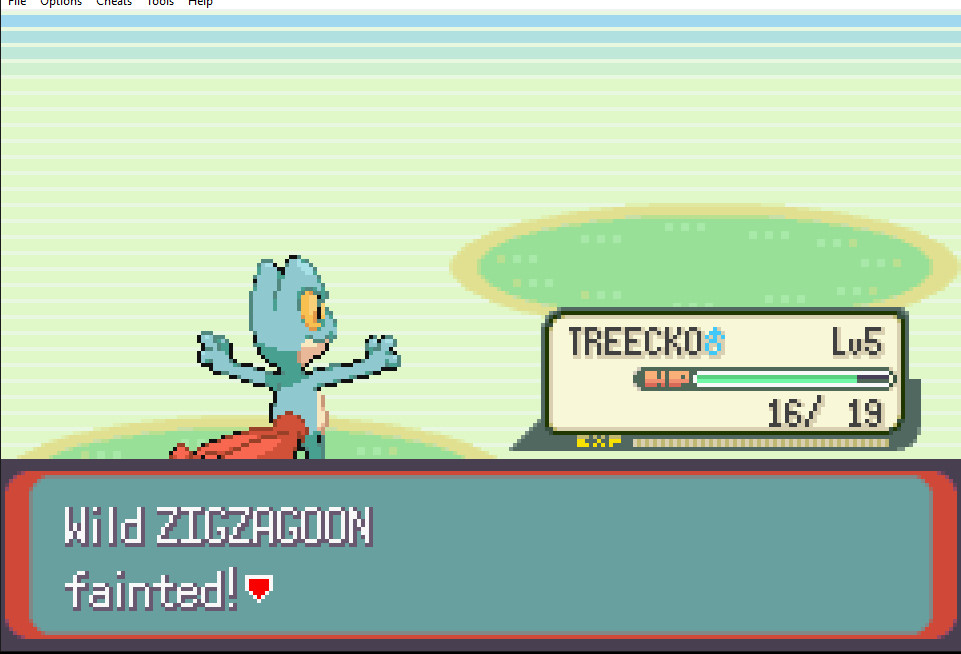 File Options Cheats Tools Help
TREECKO♂ Lv5
HP
16/ 19
EXP
Wild ZIGZAGOON
fainted!